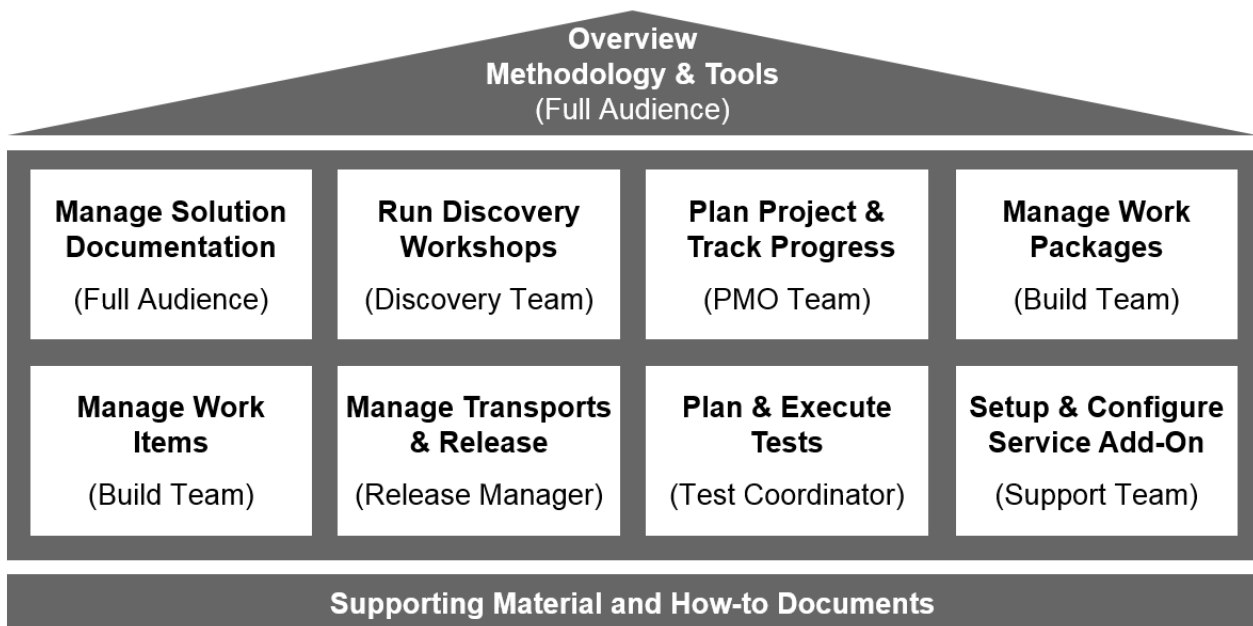 Overview
Methodology & Tools
(Full Audience)
Manage Solution
Documentation
(Full Audience)
Run Discovery
Workshops
(Discovery Team)
Plan Project &
Track Progress
(PMO Team)
Manage Work
Packages
(Build Team)
Manage Work
Items
(Build Team)
Manage Transports
& Release
(Release Manager)
Plan & Execute
Tests
(Test Coordinator)
Setup & Configure
Service Add-On
(Support Team)
Supporting Material and How-to Documents